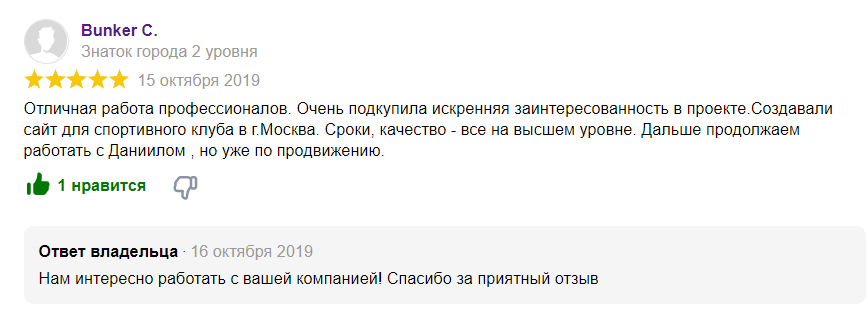 Bunker C.
Знаток города 2 уровня
15 октября 2019
Отличная работа профессионалов. Очень подкупила искренняя заинтересованность в проекте.Создавали
сайт для спортивного клуба в г.Москва. Сроки, качество - все на высшем уровне. Дальше продолжаем
работать с Даниилом , но уже по продвижению.
1 нравится
Ответ владельца · 16 октября 2019
Нам интересно работать с вашей компанией! Спасибо за приятный отзыв